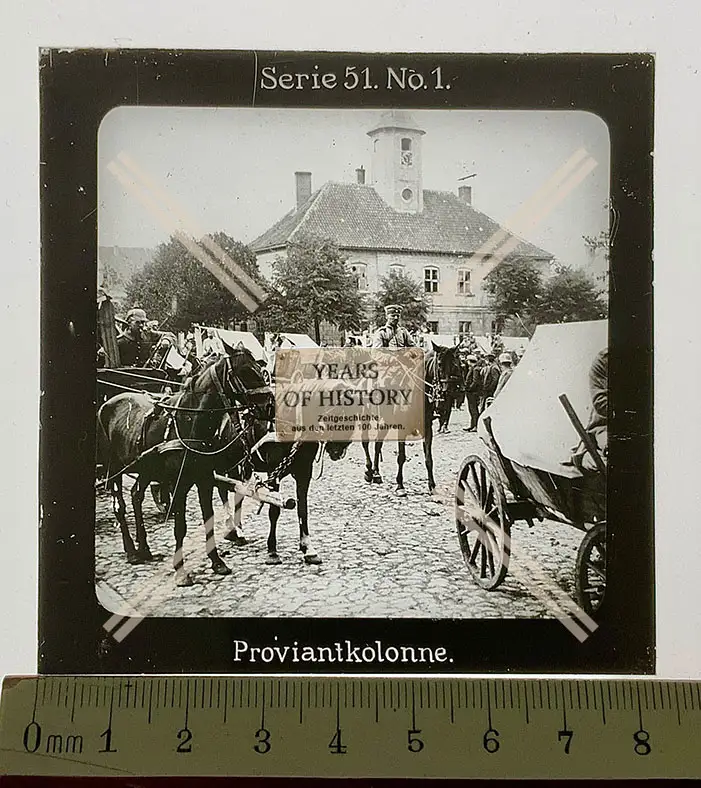 Serie 51. No. 1.
YEARS
OF HISTORY
Zeitgeschichte
aus den letzten 100 Jahren.
Proviantkolonne.
0mm 1 2 3 4 5 6 7 8